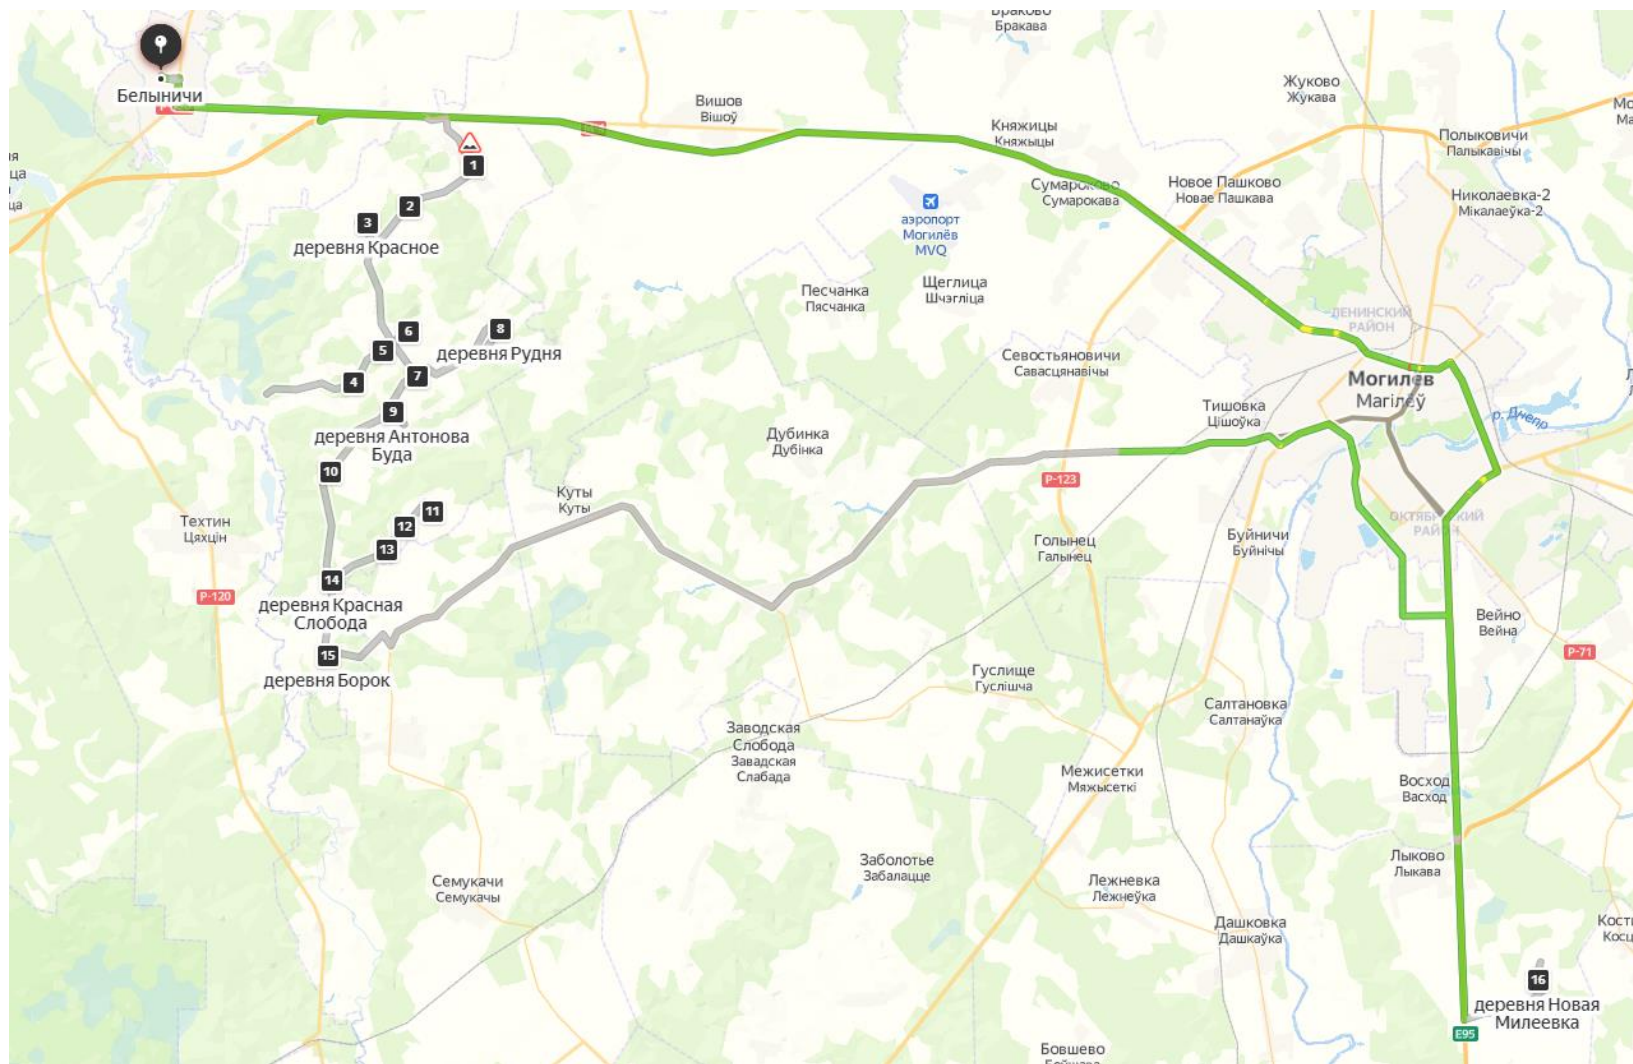 Браково
Бракава
Белыничи
Вишов
Вішоў
Жуково
Жукава
Княжицы
Княжыцы
Полыковичи
Палыкавічы
1
Сумароково
Сумарокава
Новое Пашково
Новае Пашкава
Николаевка-2
Мікалаеўка-2
2
3
деревня Красное
аэропорт
Могилёв
MVQ
Песчанка
Пясчанка
Щеглица
Шчэгліца
ЛЕНИНСКИЙ
РАЙОН
6
8
5
деревня Рудня
7
4
Севостьяновичи
Савасцянавічы
Могилёв
Магілёў
9
деревня Антонова
Буда
Тишовка
Цішоўка
р. Днепр
Дубинка
Дубінка
10
Р-123
Куты
Куты
11
12
13
Техтин
Цяхцін
ОКТЯБРЬСКИЙ
РАЙОН
Голынец
Галынец
Буйничи
Буйнічы
14
деревня Красная
Слобода
Р-120
Вейно
Вейна
Р-71
15
деревня Борок
Гуслище
Гуслішча
Салтановка
Салтанаўка
Заводская
Слобода
Завадская
Слабада
Межисетки
Мяжысеткі
Восход
Васход
Заболотье
Забалацце
Лыково
Лыкава
Семукачи
Семукачы
Лежневка
Лежнеўка
Дашковка
Дашкаўка
16
деревня Новая
Милеевка
E95
Бовшево